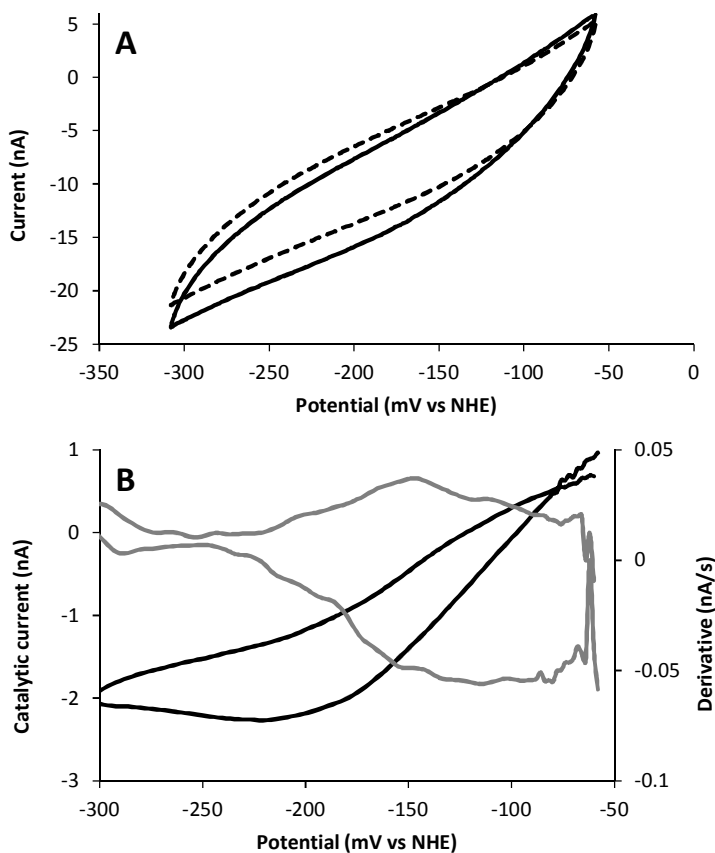 A
10
5
0
-5
-10
-15
-20
-25
Current (nA)
-350 -300 -250 -200 -150 -100 -50 0
Potential (mV vs NHE)
B
1
0
-1
-2
-3
Catalytic current (nA)
0.05
0
-0.05
-0.1
Derivative (nA/s)
-300 -250 -200 -150 -100 -50
Potential (mV vs NHE)